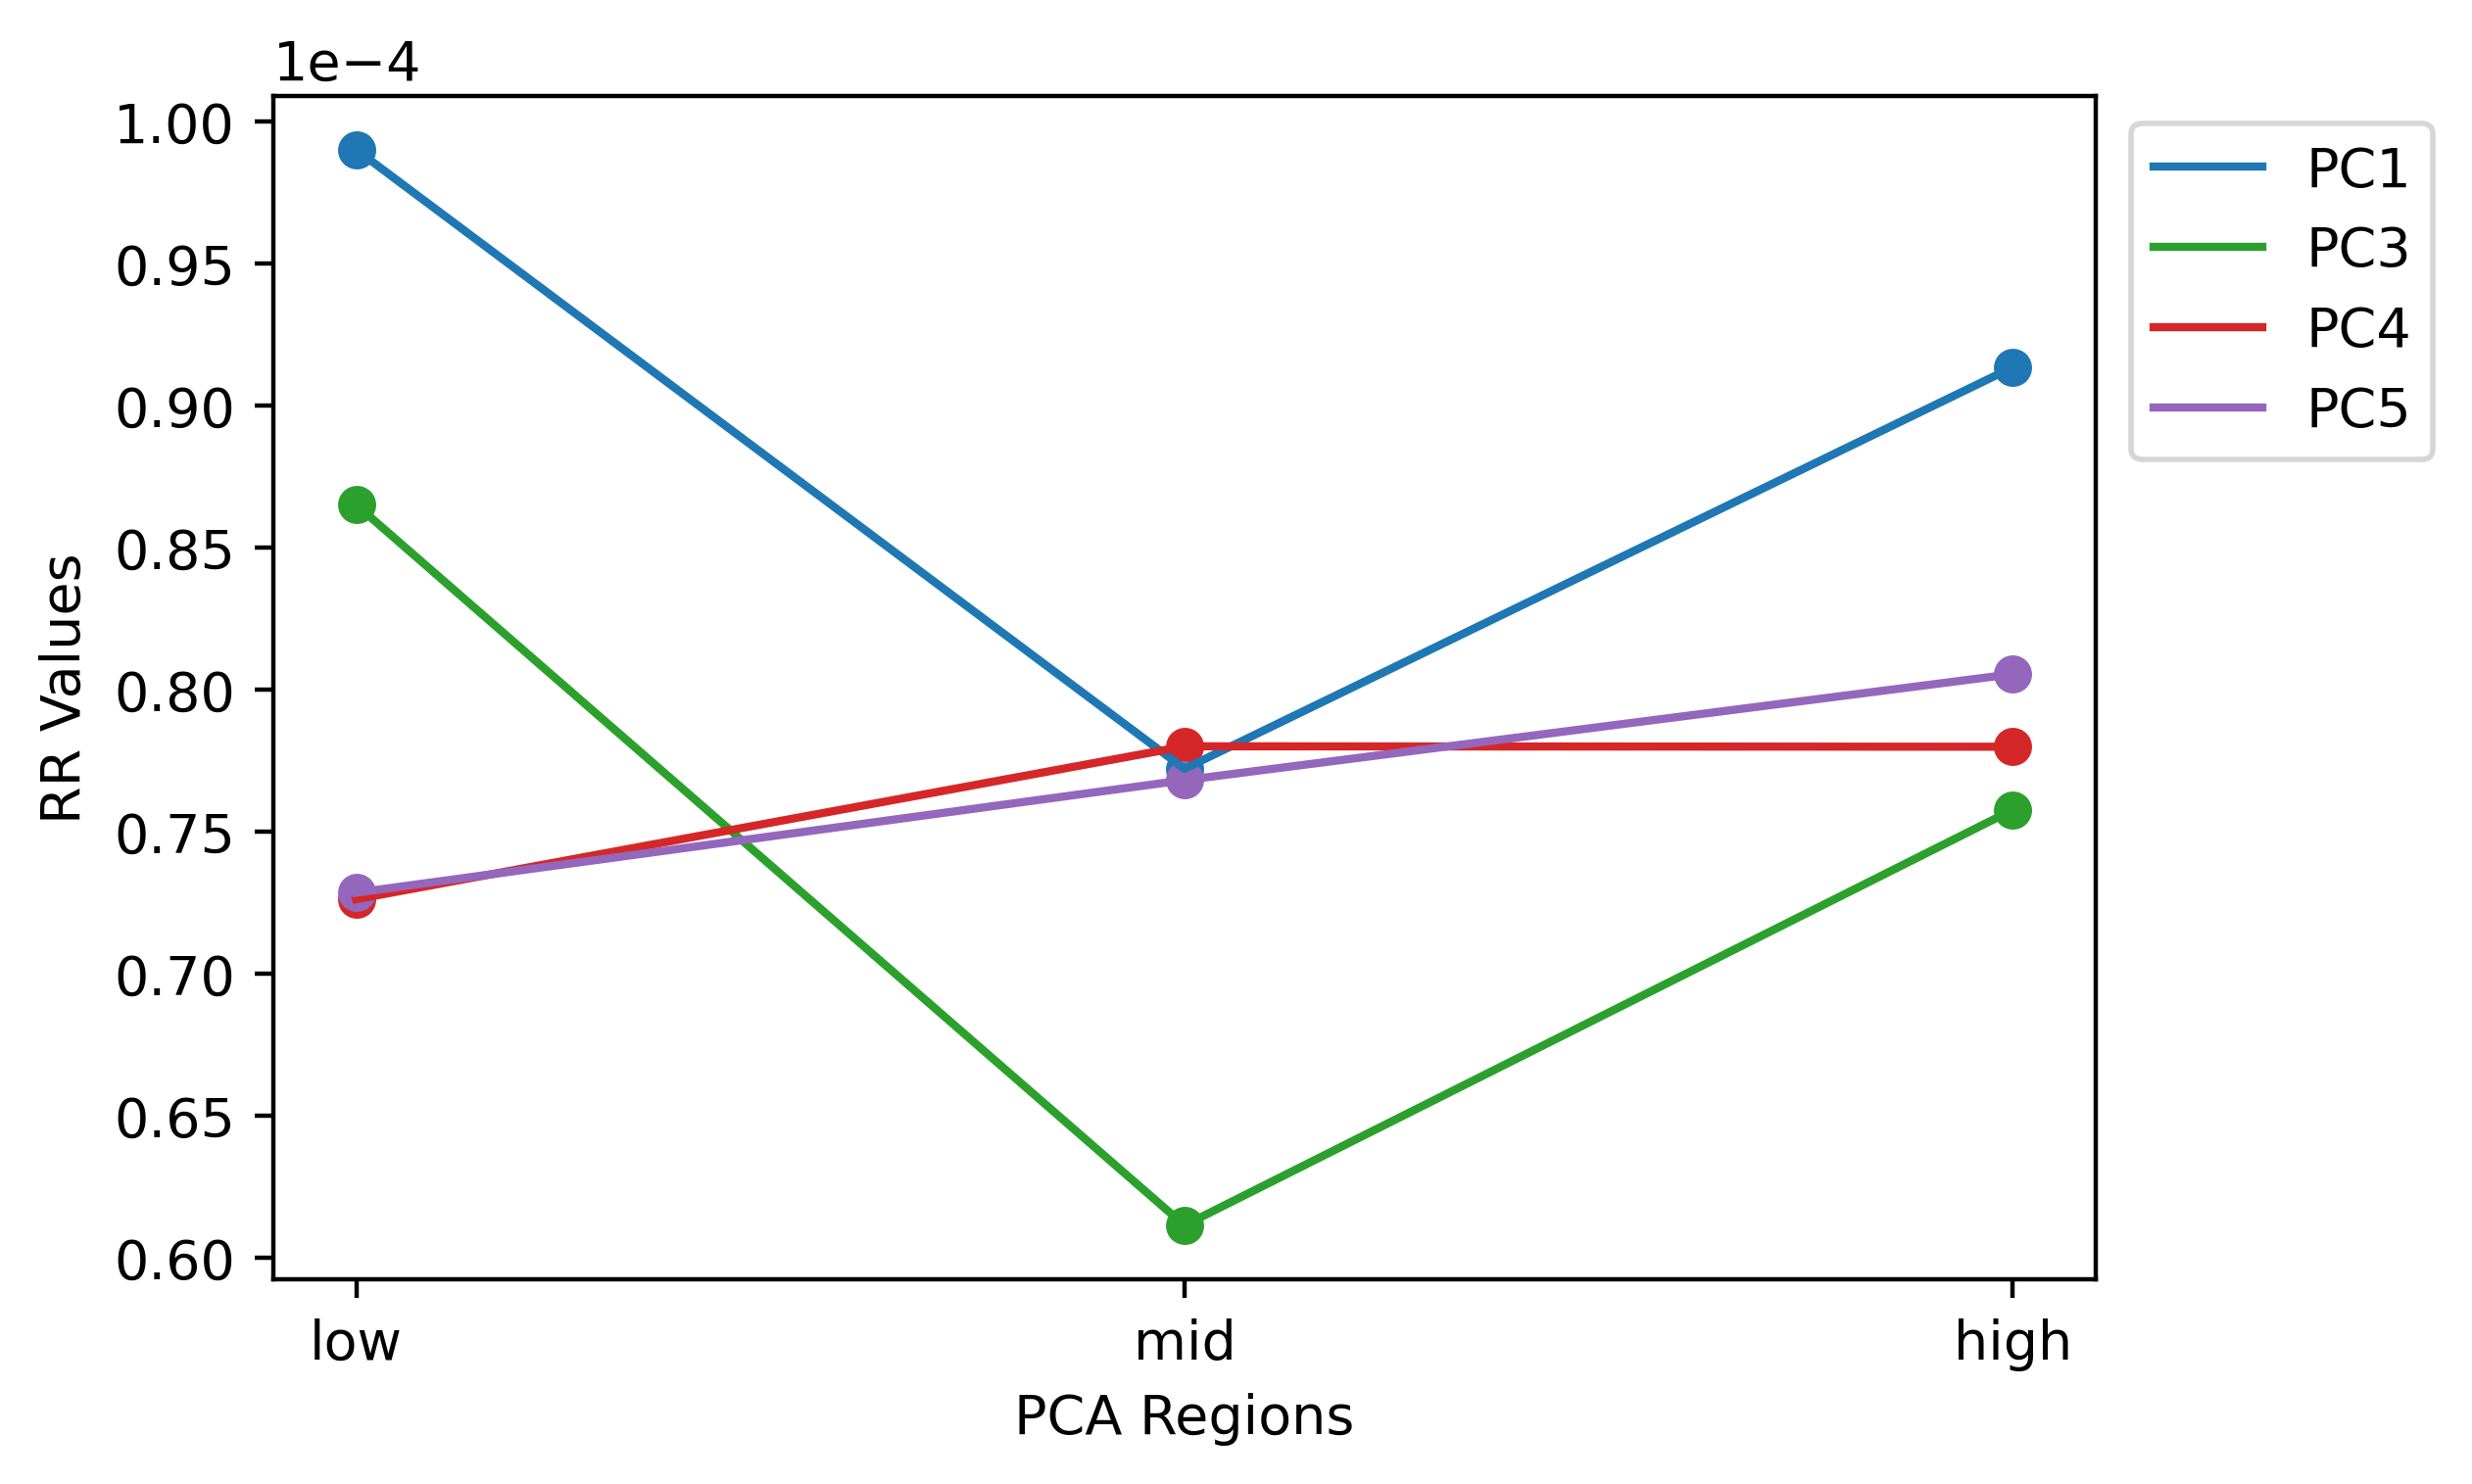 1e−4
1.00
0.95
0.90
0.85
0.80
0.75
0.70
0.65
0.60
RR Values
low mid high
PCA Regions
PC1
PC3
PC4
PC5